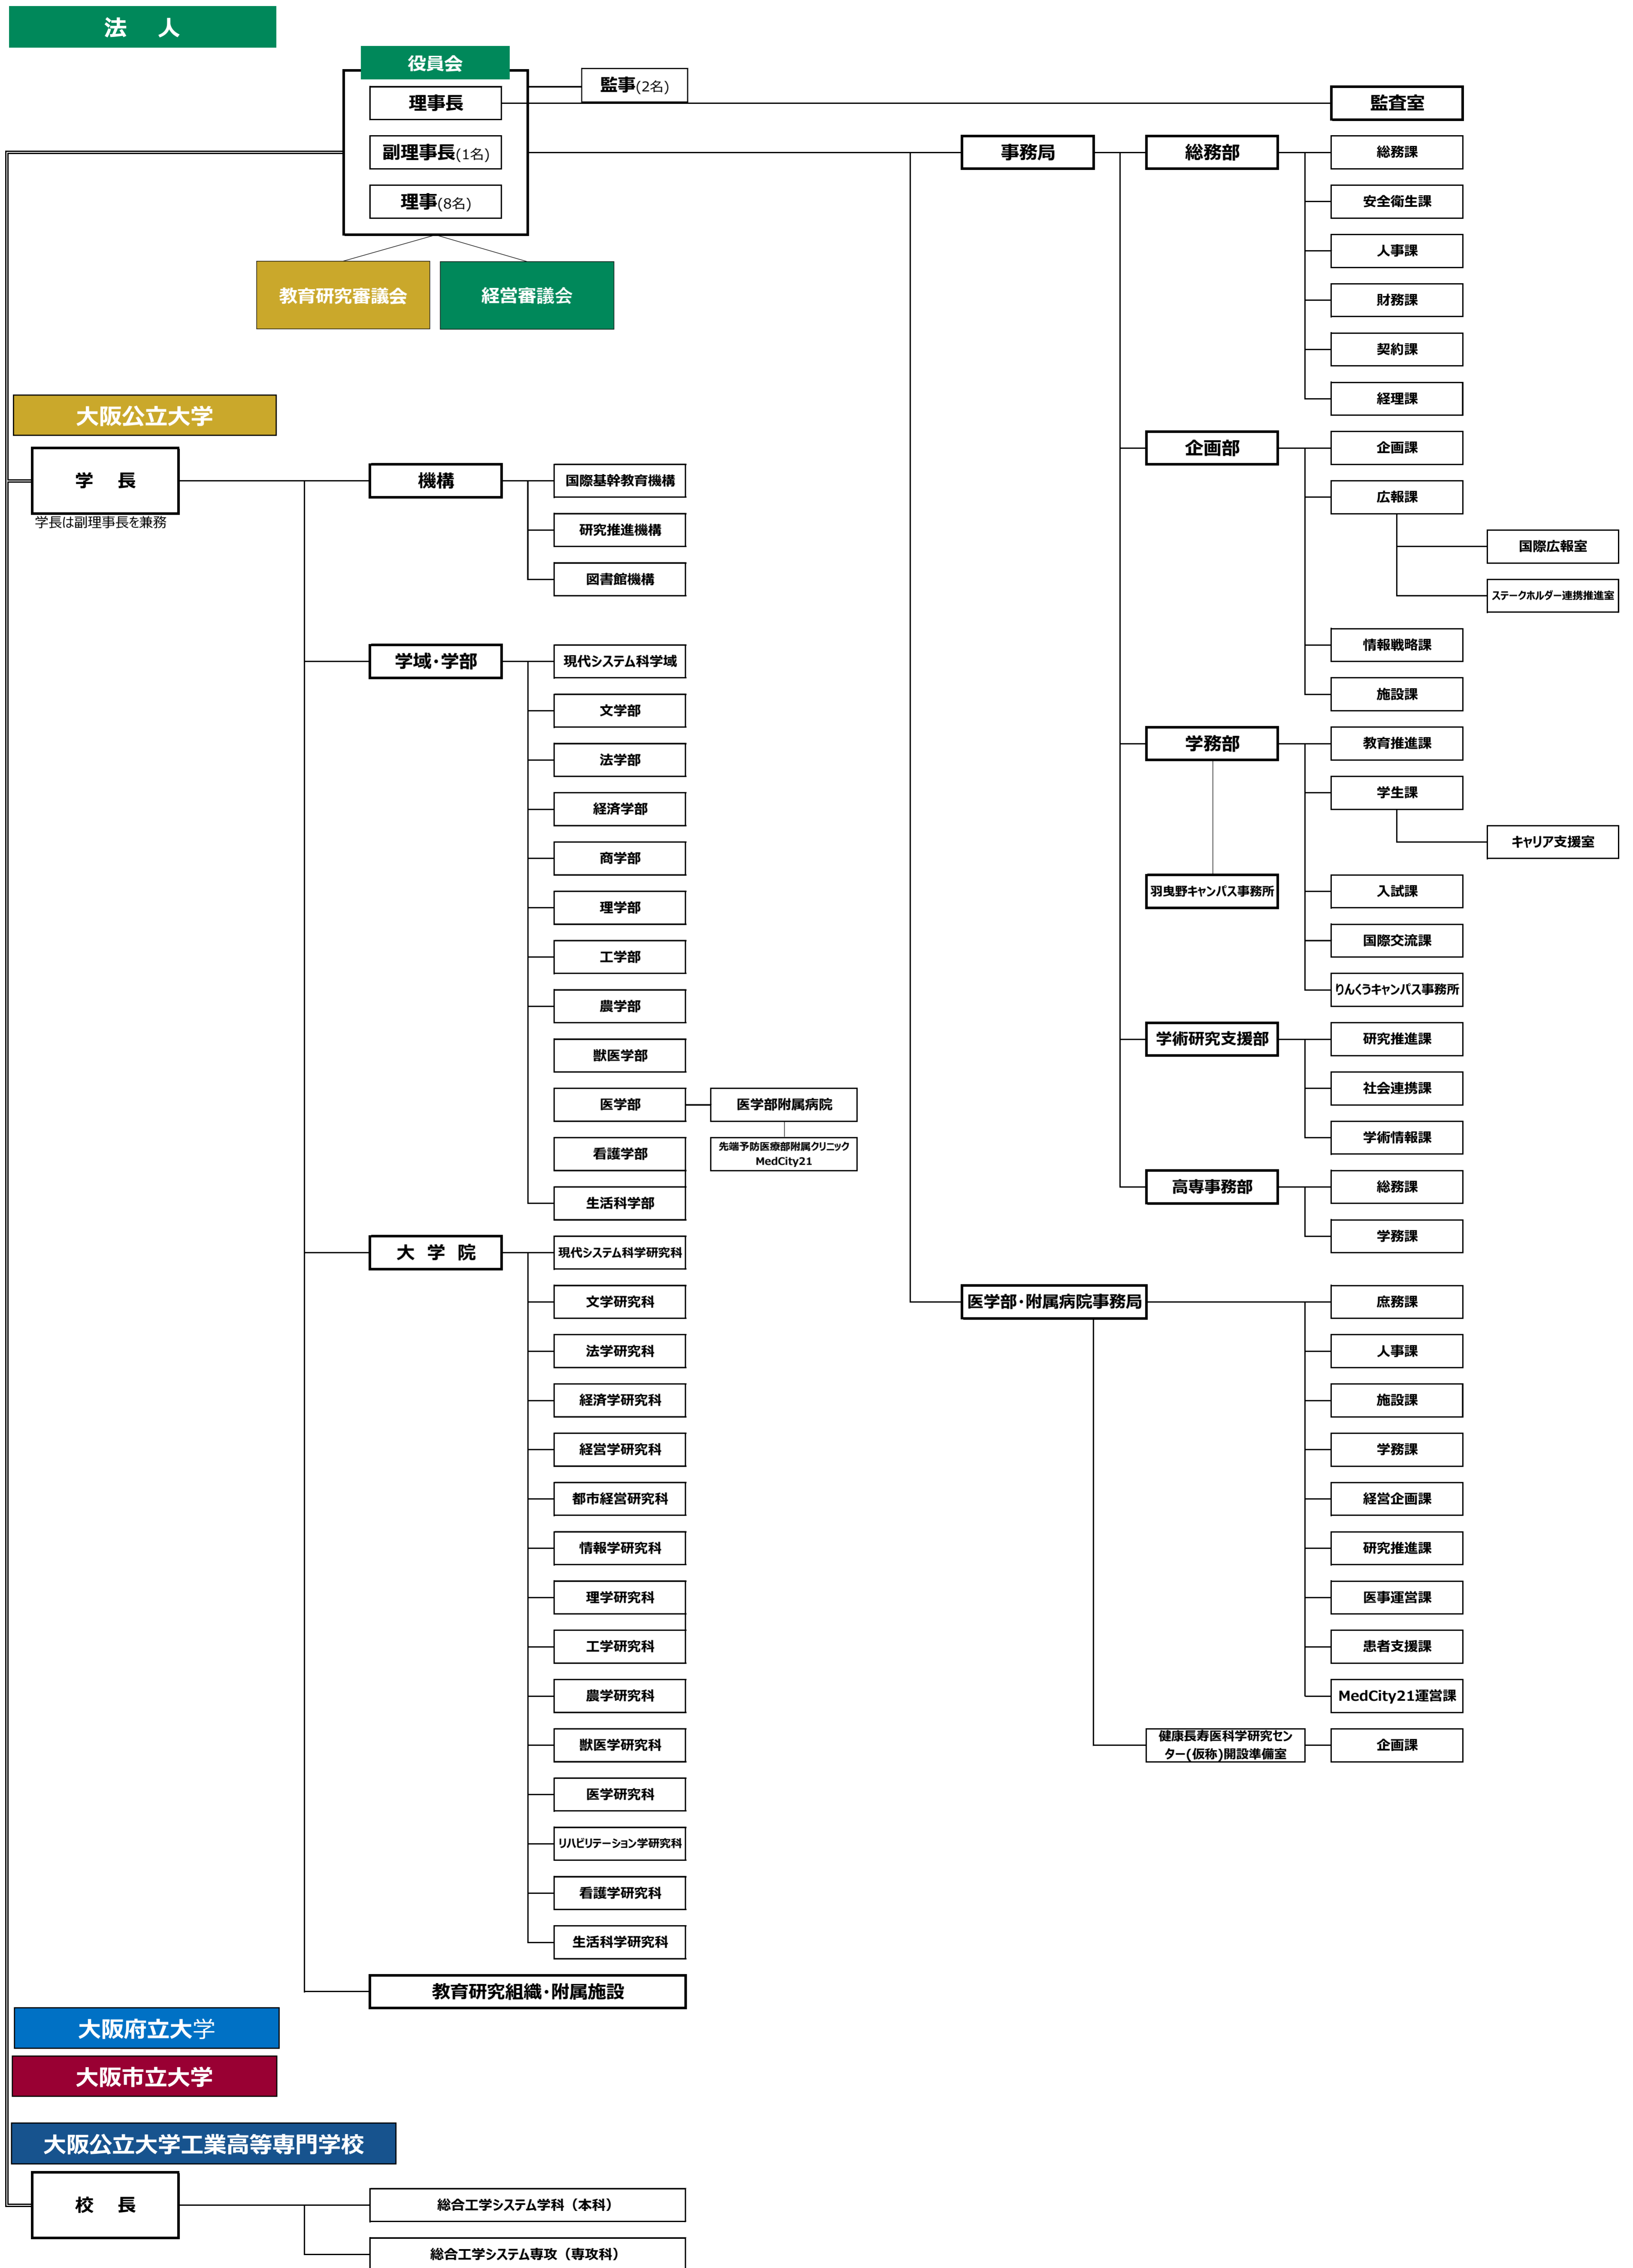 法 人
役員会
監事(2名)
理事長
監査室
副理事長(1名)
理事(8名)
教育研究審議会
経営審議会
事務局
総務部
総務課
安全衛生課
人事課
財務課
契約課
経理課
企画部
企画課
広報課
国際広報室
ステークホルダー連携推進室
情報戦略課
施設課
学務部
教育推進課
学生課
キャリア支援室
羽曳野キャンパス事務所
入試課
国際交流課
りんくうキャンパス事務所
学術研究支援部
研究推進課
社会連携課
学術情報課
高専事務部
総務課
学務課
医学部・附属病院事務局
庶務課
人事課
施設課
学務課
経営企画課
研究推進課
医事運営課
患者支援課
MedCity21運営課
健康長寿医科学研究セン
ター(仮称)開設準備室
企画課
大阪公立大学
学 長
学長は副理事長を兼務
機構
国際基幹教育機構
研究推進機構
図書館機構
学域・学部
現代システム科学域
文学部
法学部
経済学部
商学部
理学部
工学部
農学部
獣医学部
医学部
医学部附属病院
先端予防医療部附属クリニック
MedCity21
看護学部
生活科学部
大 学 院
現代システム科学研究科
文学研究科
法学研究科
経済学研究科
経営学研究科
都市経営研究科
情報学研究科
理学研究科
工学研究科
農学研究科
獣医学研究科
医学研究科
リハビリテーション学研究科
看護学研究科
生活科学研究科
教育研究組織・附属施設
大阪府立大学
大阪市立大学
大阪公立大学工業高等専門学校
校 長
総合工学システム学科（本科）
総合工学システム専攻（専攻科）